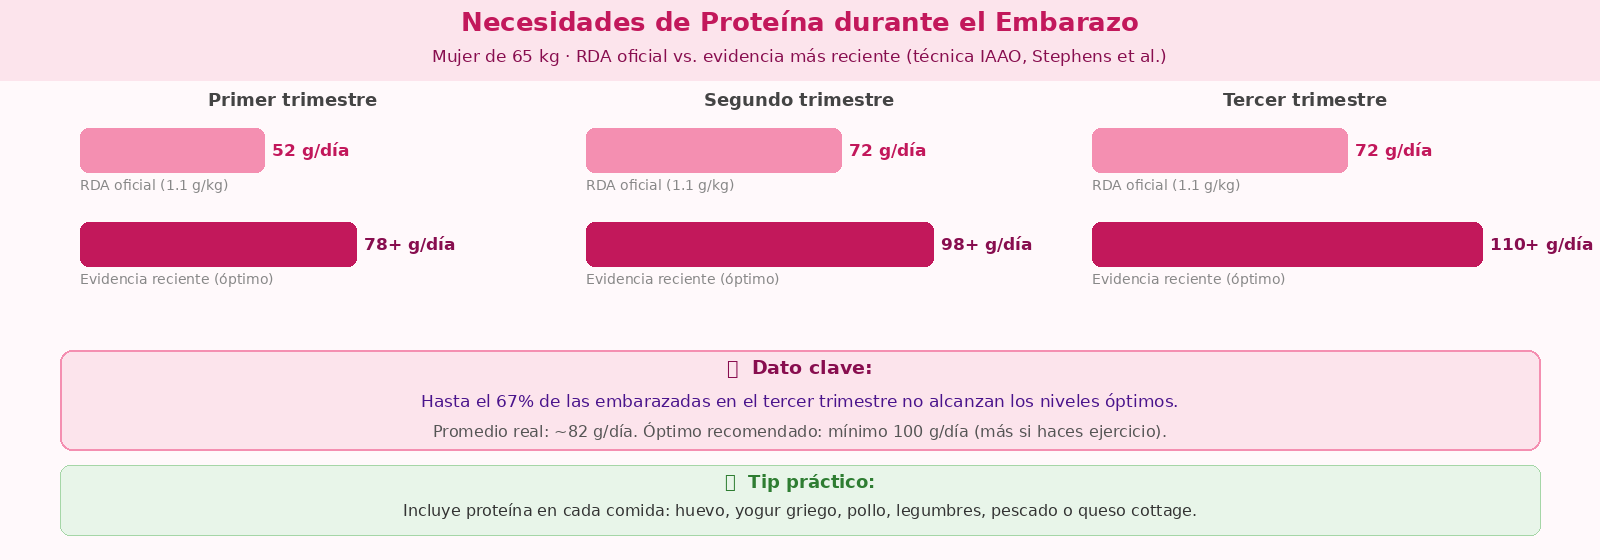 Necesidades de Proteína durante el Embarazo
Mujer de 65 kg · RDA oficial vs. evidencia más reciente (técnica IAAO, Stephens et al.)
Primer trimestre
52 g/día
RDA oficial (1.1 g/kg)
78+ g/día
Evidencia reciente (óptimo)
Segundo trimestre
72 g/día
RDA oficial (1.1 g/kg)
98+ g/día
Evidencia reciente (óptimo)
Tercer trimestre
72 g/día
RDA oficial (1.1 g/kg)
110+ g/día
Evidencia reciente (óptimo)
Dato clave:
Hasta el 67% de las embarazadas en el tercer trimestre no alcanzan los niveles óptimos.
Promedio real: ~82 g/día. Óptimo recomendado: mínimo 100 g/día (más si haces ejercicio).
Tip práctico:
Incluye proteína en cada comida: huevo, yogur griego, pollo, legumbres, pescado o queso cottage.